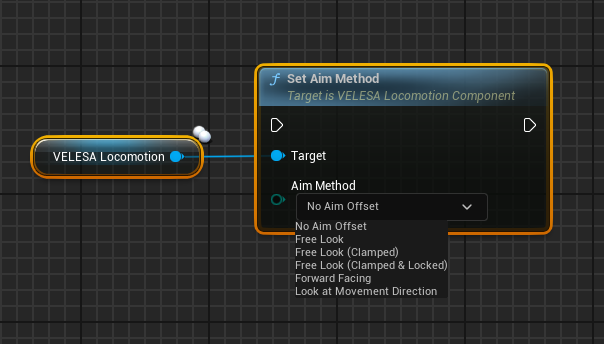 Set Aim Method
Target is VELESA Locomotion Component
VELESA Locomotion
Target
Aim Method
No Aim Offset
No Aim Offset
Free Look
Free Look (Clamped)
Free Look (Clamped & Locked)
Forward Facing
Look at Movement Direction